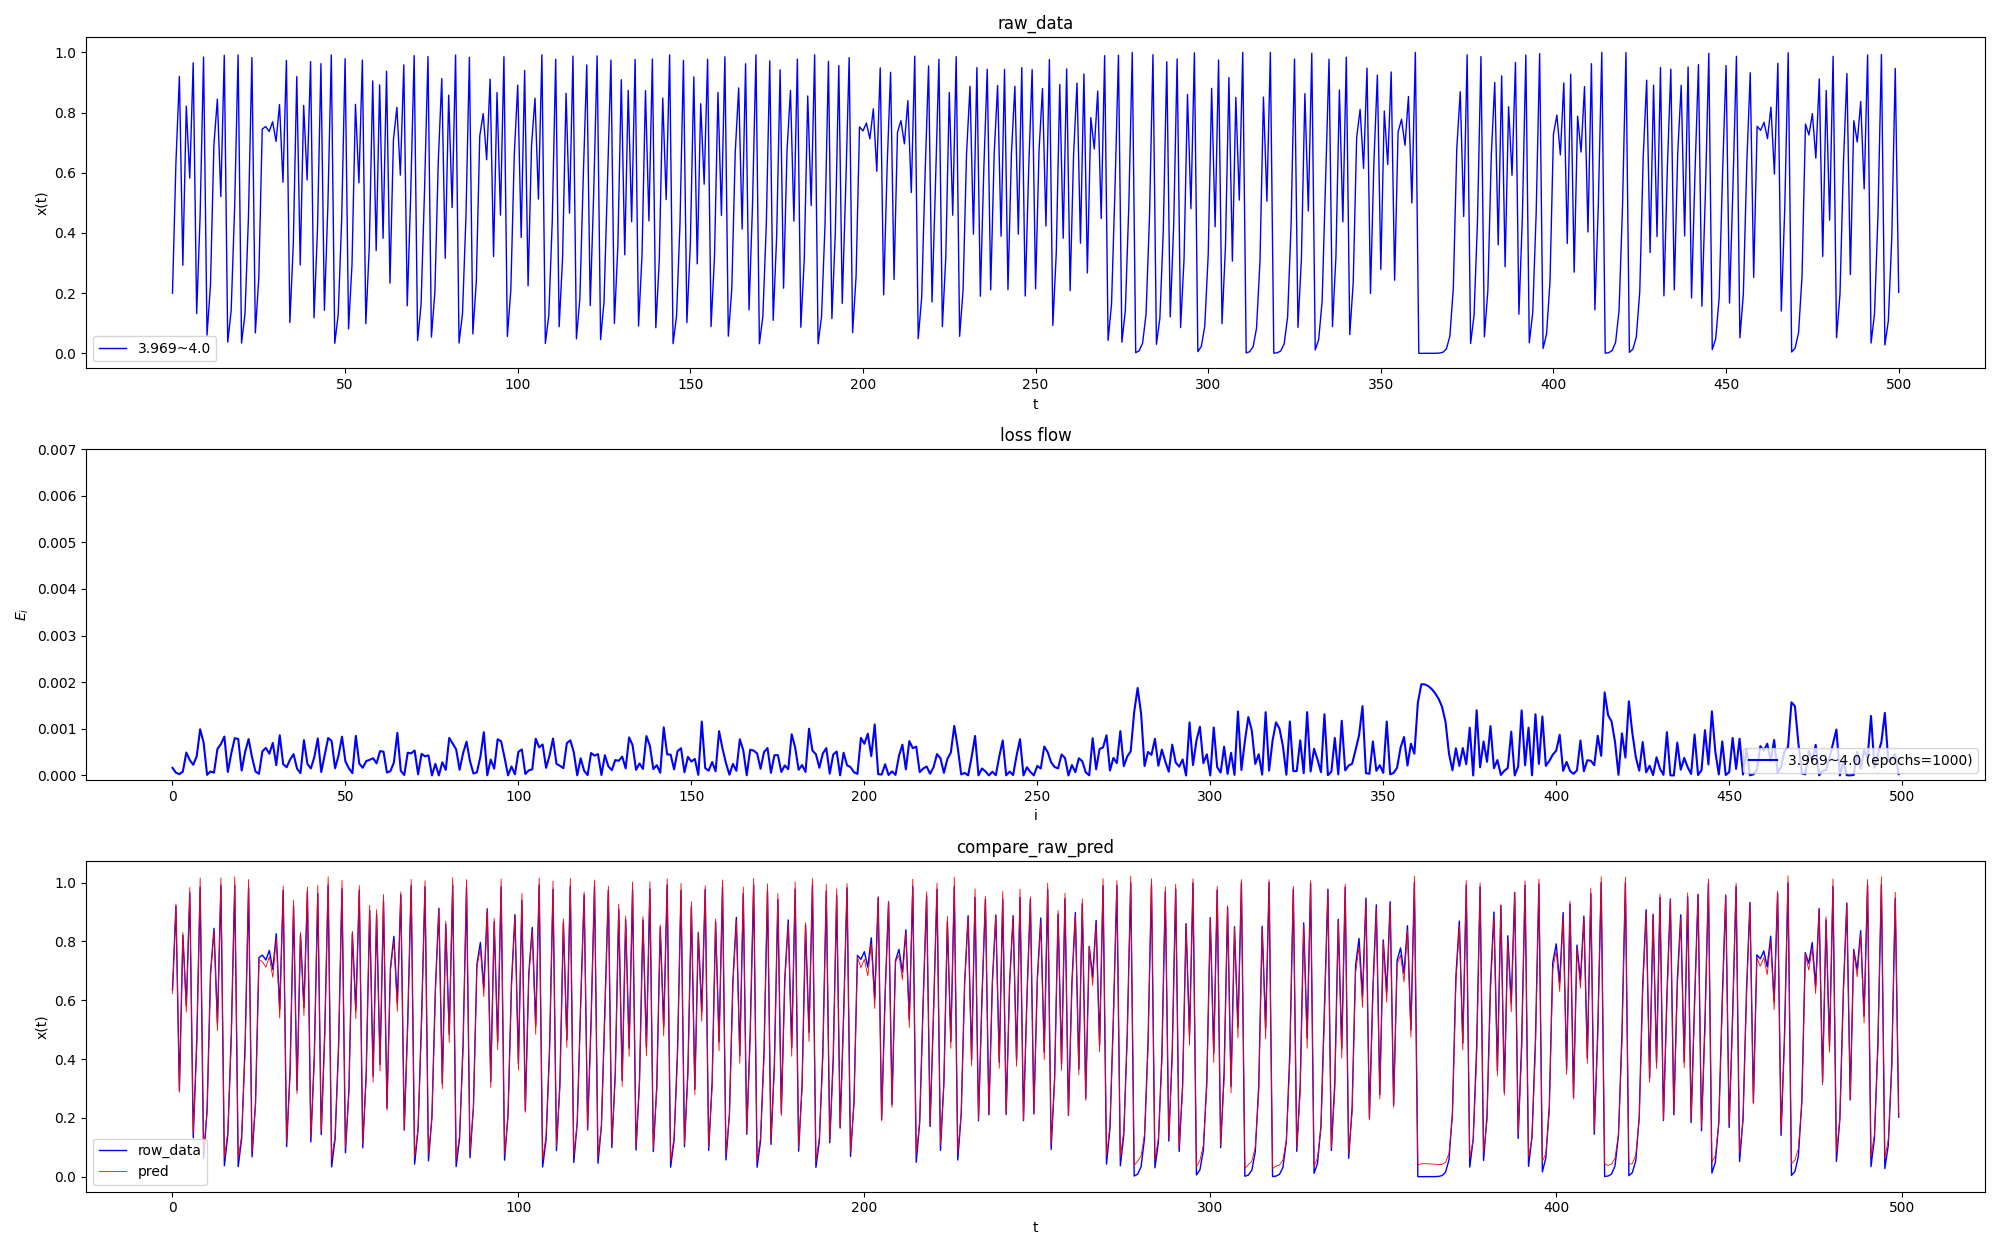 raw_data
1.0
0.8
0.6
0.4
0.2
0.0
x(t)
3.969~4.0
50 100 150 200 250 300 350 400 450 500
t
loss flow
0.007
0.006
0.005
0.004
0.003
0.002
0.001
0.000
E_i
3.969~4.0 (epochs=1000)
0 50 100 150 200 250 300 350 400 450 500
i
compare_raw_pred
1.0
0.8
0.6
0.4
0.2
0.0
x(t)
row_data
pred
0 100 200 300 400 500
t